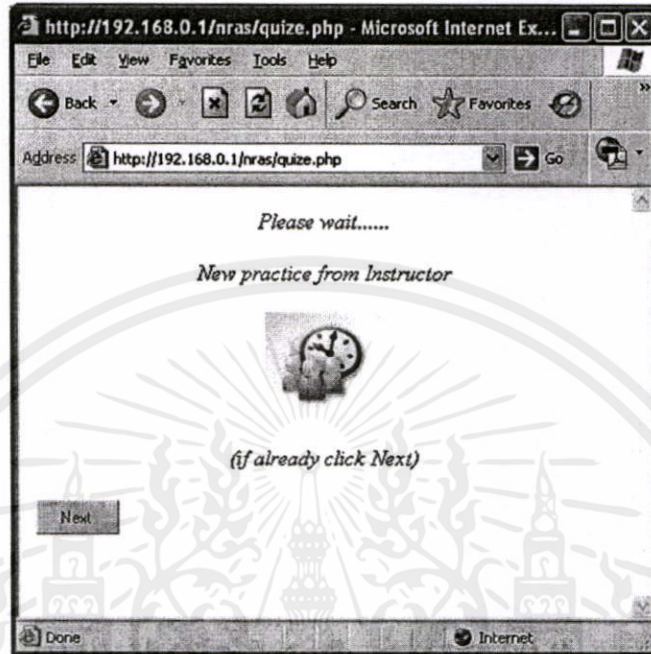 http://192.168.0.1/nras/quize.php - Microsoft Internet Ex...
File Edit View Favorites Tools Help
Back Search Favorites »
Address http://192.168.0.1/nras/quize.php Go
Please wait......
New practice from Instructor
(if already click Next)
Next
Done Internet